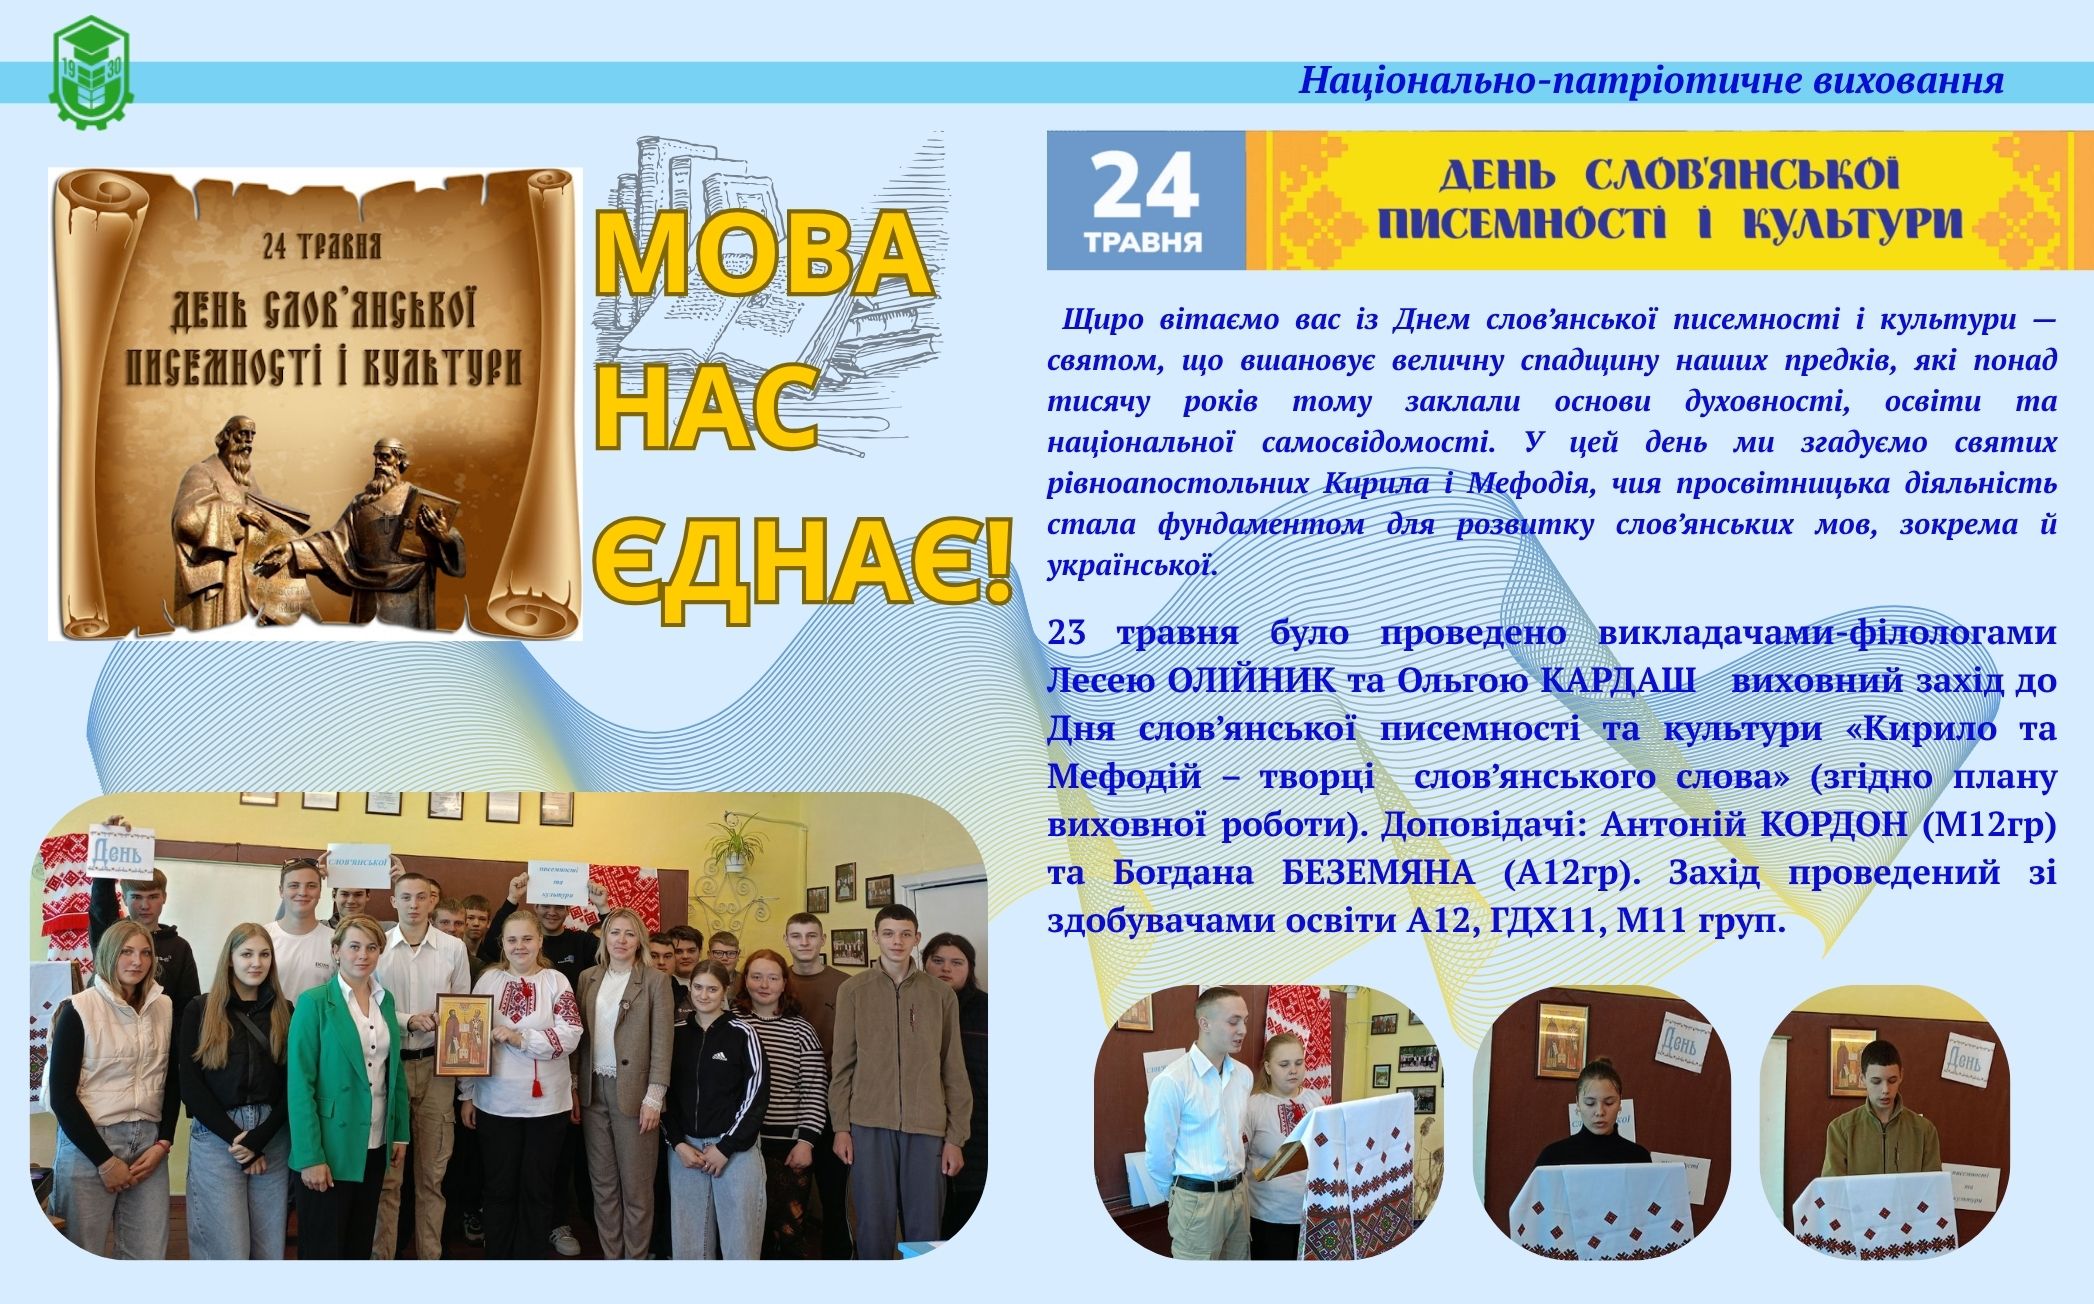 1930
Національно-патріотичне виховання
24 ТРАВНЯ
ДЕНЬ СЛОВ'ЯНСЬКОЇ
ПИСЕМНОСТІ І КУЛЬТУРИ
МОВА
НАС
ЄДНАЄ!
24
ТРАВНЯ
ДЕНЬ СЛОВ'ЯНСЬКОЇ
ПИСЕМНОСТІ І КУЛЬТУРИ
Щиро вітаємо вас із Днем слов’янської писемності і культури —
святом, що вшановує величну спадщину наших предків, які понад
тисячу років тому заклали основи духовності, освіти та
національної самосвідомості. У цей день ми згадуємо святих
рівноапостольних Кирила і Мефодія, чия просвітницька діяльність
стала фундаментом для розвитку слов’янських мов, зокрема й
української.
23 травня було проведено викладачами-філологами
Лесею ОЛІЙНИК та Ольгою КАРДАШ виховний захід до
Дня слов’янської писемності та культури «Кирило та
Мефодій – творці слов’янського слова» (згідно плану
виховної роботи). Доповідачі: Антоній КОРДОН (М12гр)
та Богдана БЕЗЕМЯНА (А12гр). Захід проведений зі
здобувачами освіти А12, ГДХ11, М11 груп.
День
СЛОВ'ЯНСЬКОЇ
писемності
та
культури
День
День
писемності
та
культури